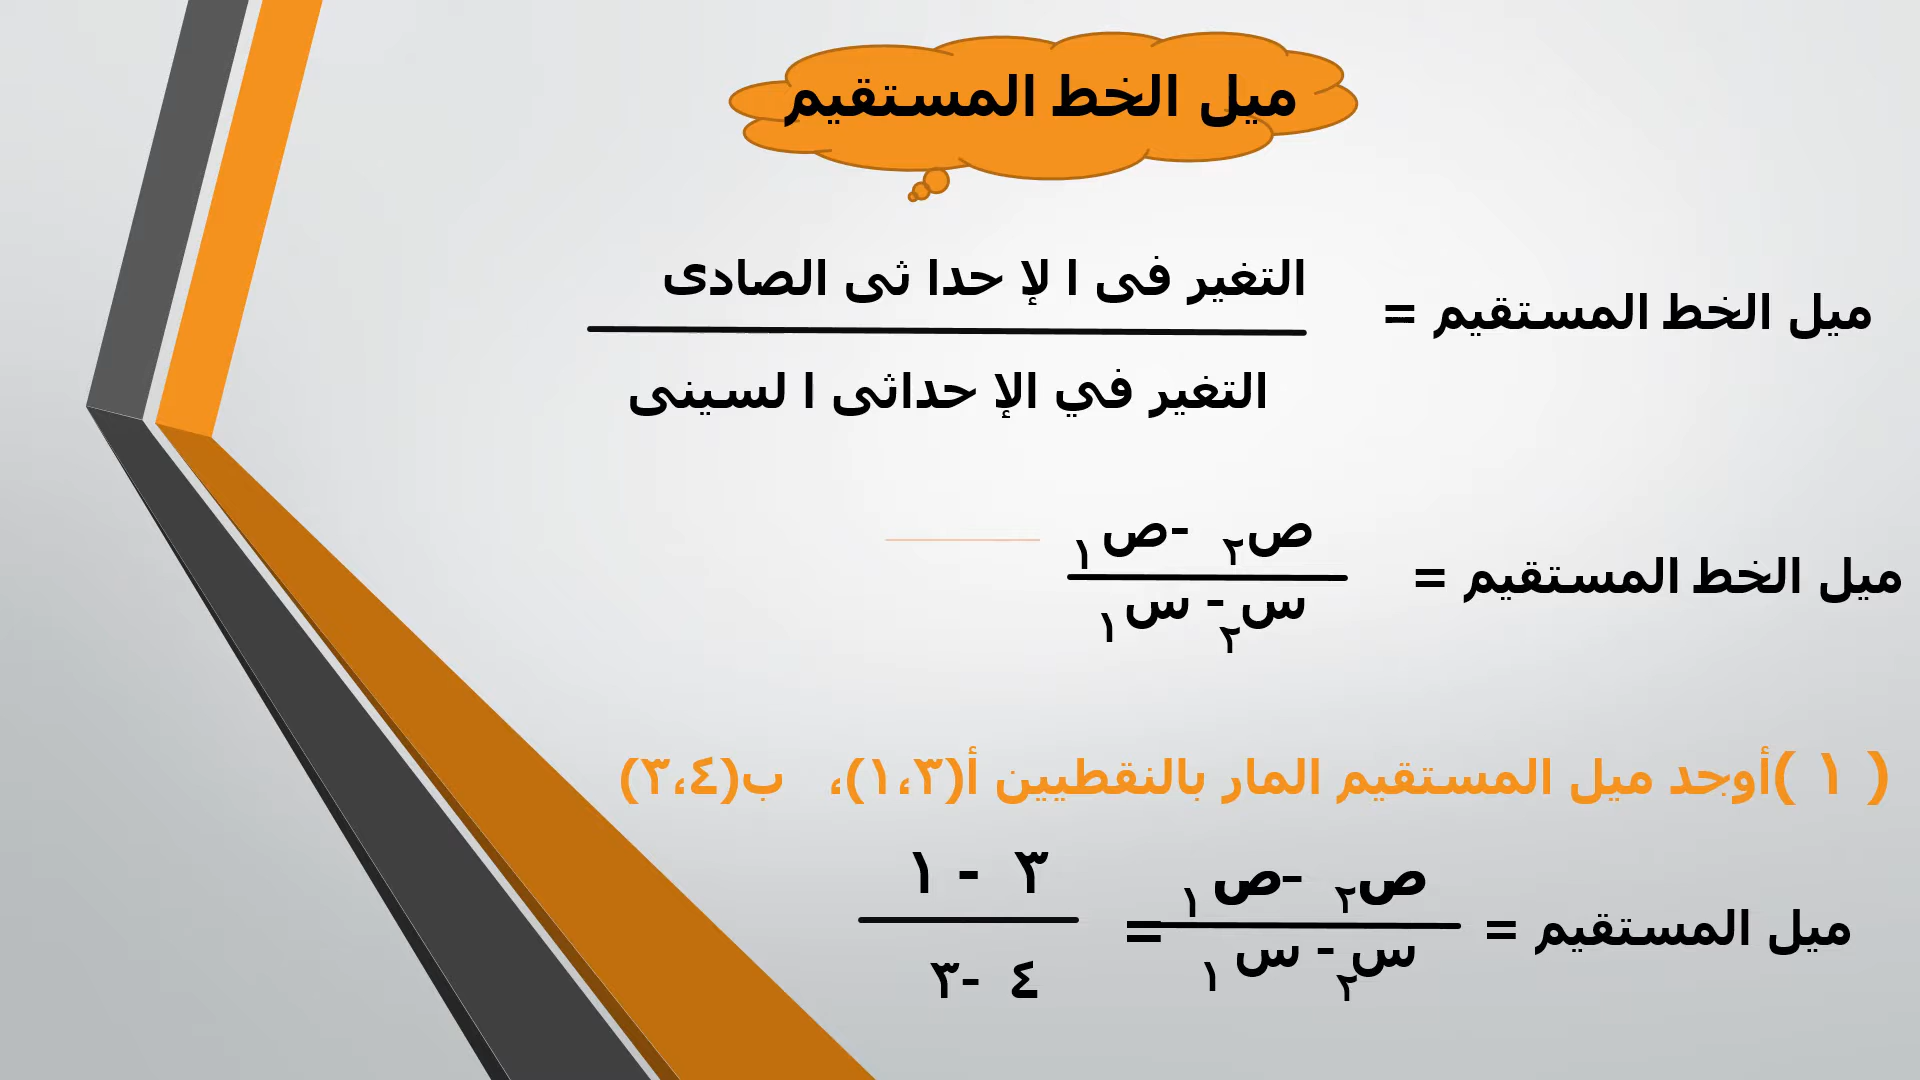 ميل الخط المستقيم
التغير فى ا لإ حدا ثى الصادى
ميل الخط المستقيم =
التغير في الإ حداثى ا لسينى
ص٢ -ص١
ميل الخط المستقيم =
س٢- س١
( ١ )أوجد ميل المستقيم المار بالنقطيين أ(٣،١)، ب(٣،٤)
ص٢ -ص١ ٣ - ١
ميل المستقيم = =
س٢- س١ ٤ -٣